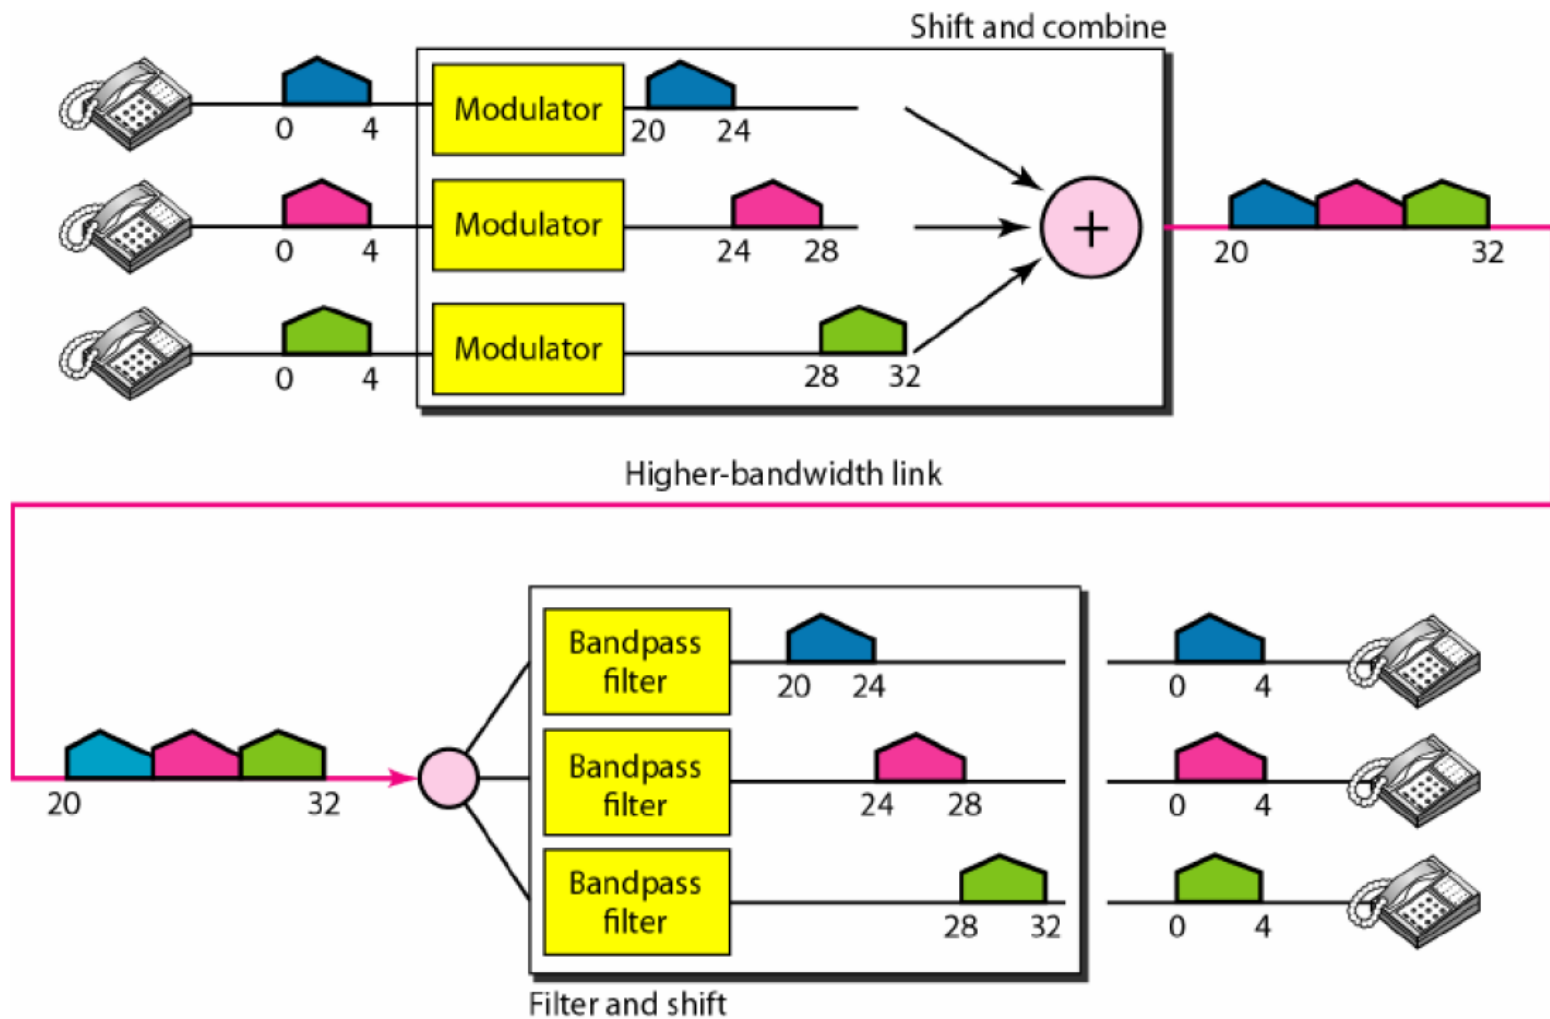 Shift and combine
Modulator
0 4
20 24
Modulator
0 4
24 28
+
20 32
Modulator
0 4
28 32
Higher-bandwidth link
Bandpass
filter
20 24
0 4
Bandpass
filter
20 32
24 28
0 4
Bandpass
filter
28 32
0 4
Filter and shift